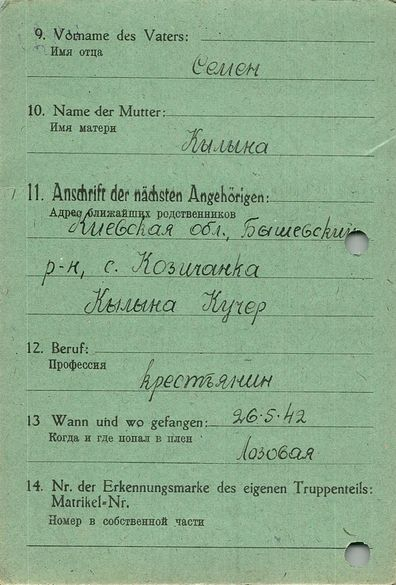 9. Vorname des Vaters:
Имя отца
Семен
10. Name der Mutter:
Имя матери
Кылына
11. Anschrift der nächsten Angehörigen:
Адрес ближайших родственников
Киевская обл., Бышевский
р-н, с. Козичанка
Кылына Кучер
12. Beruf:
Профессия
крестьянин
13 Wann und wo gefangen: 26.5.42
Когда и где попал в плен
Лозовая
14. Nr. der Erkennungsmarke des eigenen Truppenteils:
Matrikel-Nr.
Номер в собственной части